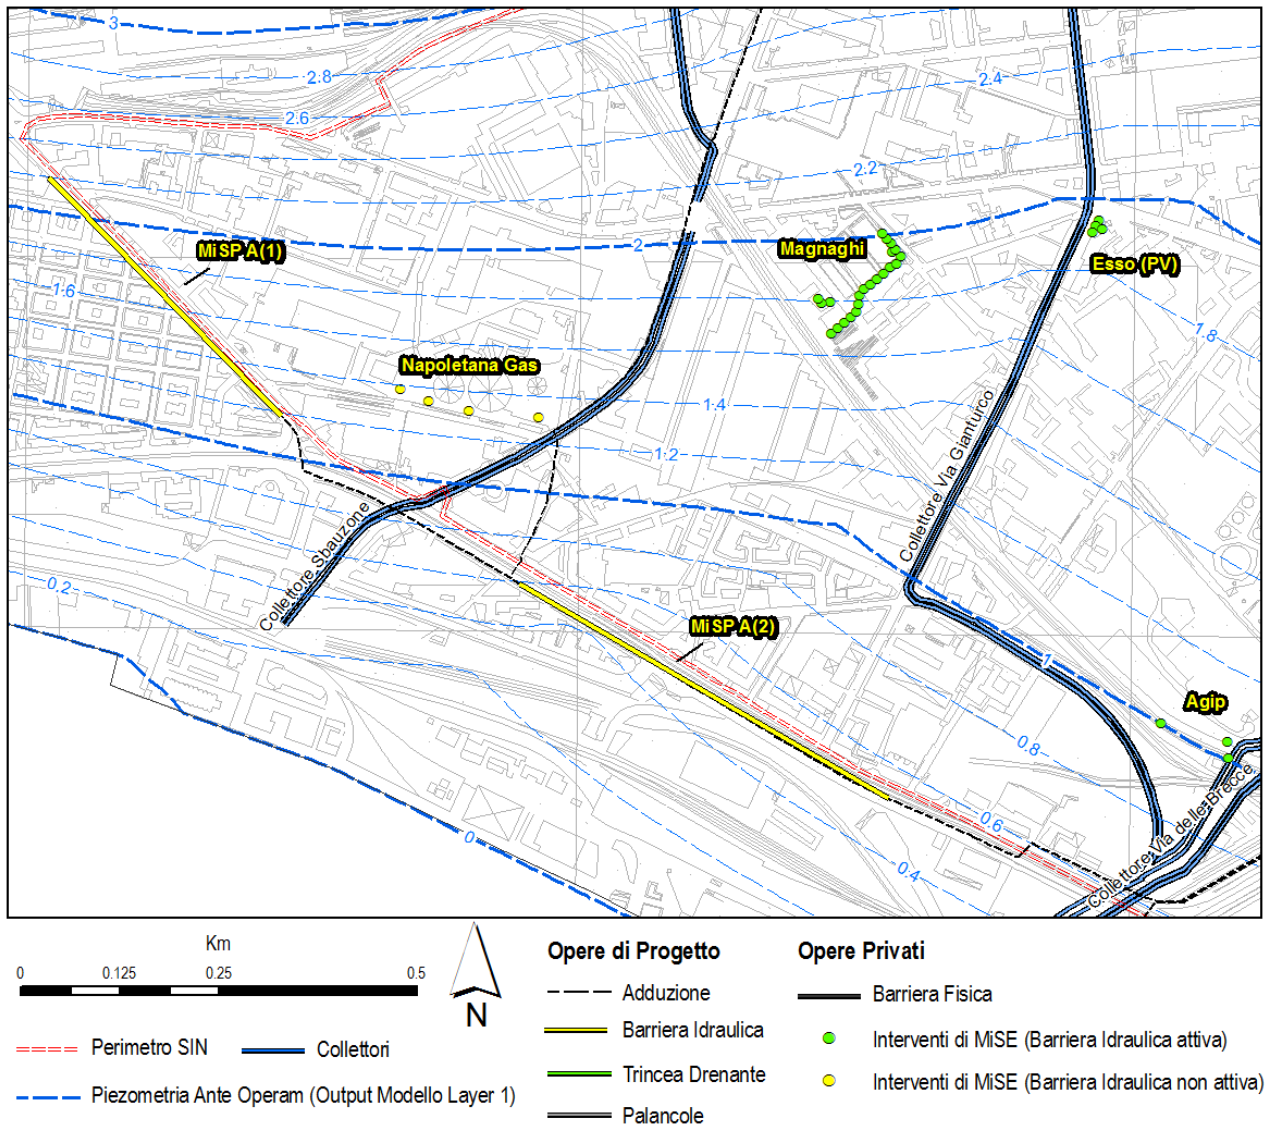 3
2.8
2.6
2.4
2.2
2
MiSP A(1)
Magnaghi
Esso (PV)
1.6
1.8
Napoletana Gas
1.4
1.2
Collettore Via Gianturco
Collettore Sbauzone
0.2
MiSP A(2)
1
Agip
0.8
0.6
0
0.4
Collettore Via delle Brecce
Km
0 0.125 0.25 0.5
N
Perimetro SIN
Collettori
Piezometria Ante Operam (Output Modello Layer 1)
Opere di Progetto
Adduzione
Barriera Idraulica
Trincea Drenante
Palancole
Opere Privati
Barriera Fisica
Interventi di MiSE (Barriera Idraulica attiva)
Interventi di MiSE (Barriera Idraulica non attiva)